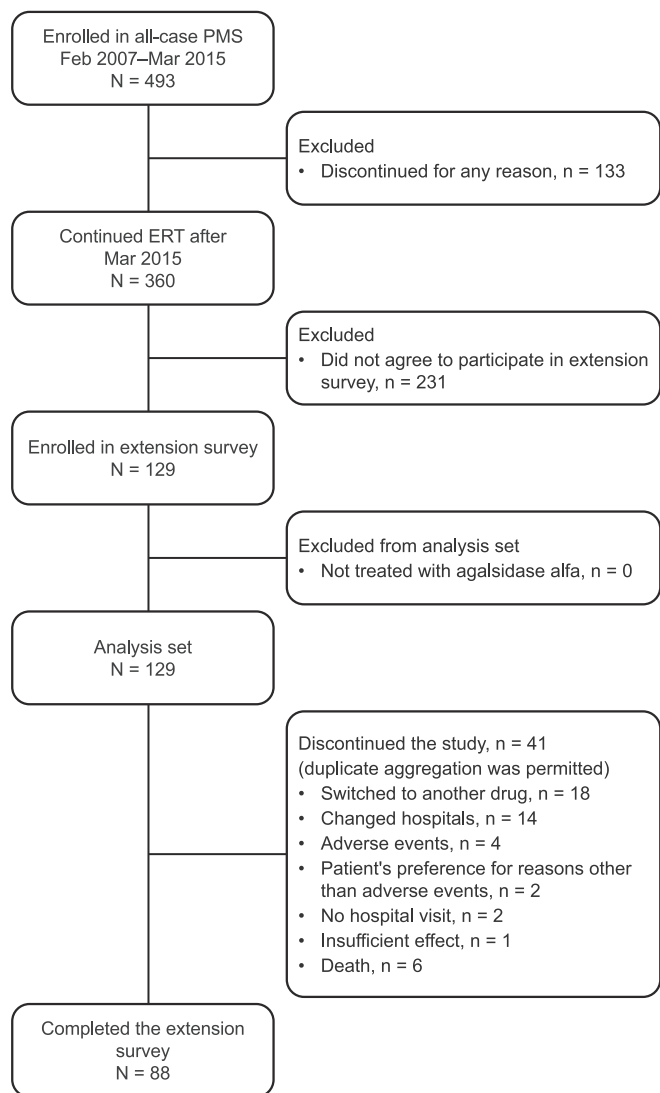 Enrolled in all-case PMS
Feb 2007–Mar 2015
N = 493
Excluded
• Discontinued for any reason, n = 133
Continued ERT after
Mar 2015
N = 360
Excluded
• Did not agree to participate in extension
survey, n = 231
Enrolled in extension survey
N = 129
Excluded from analysis set
• Not treated with agalsidase alfa, n = 0
Analysis set
N = 129
Discontinued the study, n = 41
(duplicate aggregation was permitted)
• Switched to another drug, n = 18
• Changed hospitals, n = 14
• Adverse events, n = 4
• Patient's preference for reasons other
than adverse events, n = 2
• No hospital visit, n = 2
• Insufficient effect, n = 1
• Death, n = 6
Completed the extension
survey
N = 88